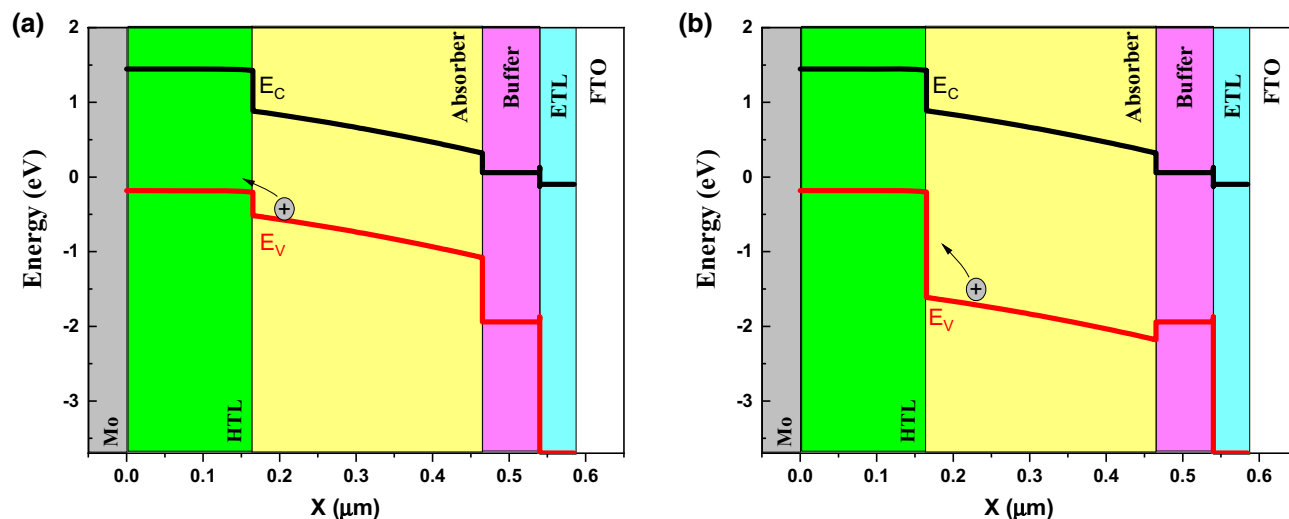 (a)
2
1
0
-1
-2
-3
Energy (eV)
E_C
E_V
+
Mo
HTL
Absorber
Buffer
ETL
FTO
0.0 0.1 0.2 0.3 0.4 0.5 0.6
X (μm)
(b)
2
1
0
-1
-2
-3
Energy (eV)
E_C
E_V
+
Mo
HTL
Absorber
Buffer
ETL
FTO
0.0 0.1 0.2 0.3 0.4 0.5 0.6
X (μm)